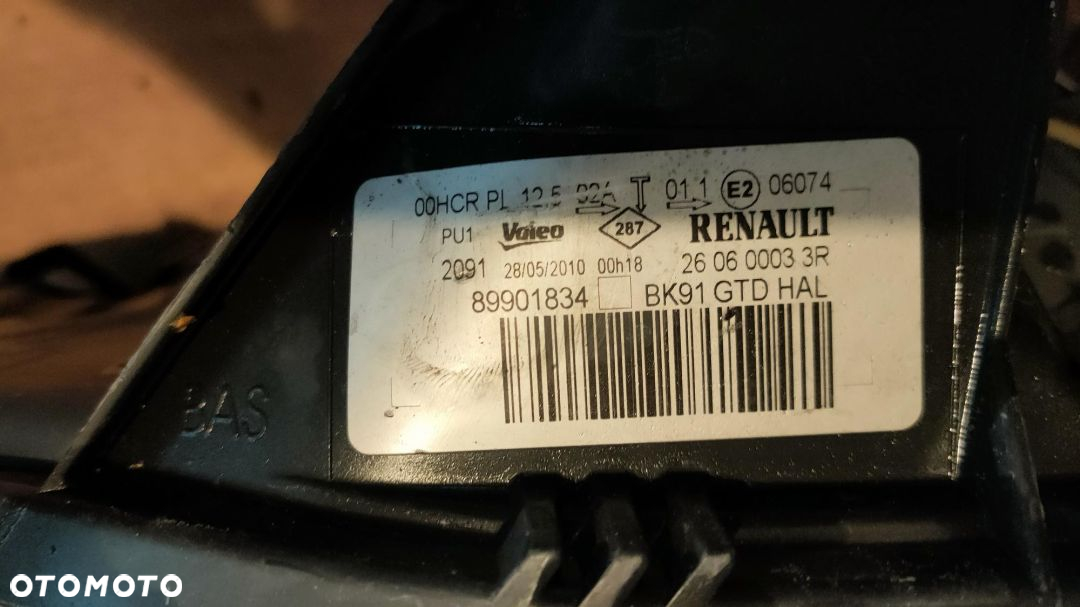 00HCR PL 12,5 02A T 01.1 E2 06074
PU1 Valeo 287 RENAULT
2091 28/05/2010 00h18 26 06 0003 3R
89901834 BK91 GTD HAL
BAS
OTOMOTO